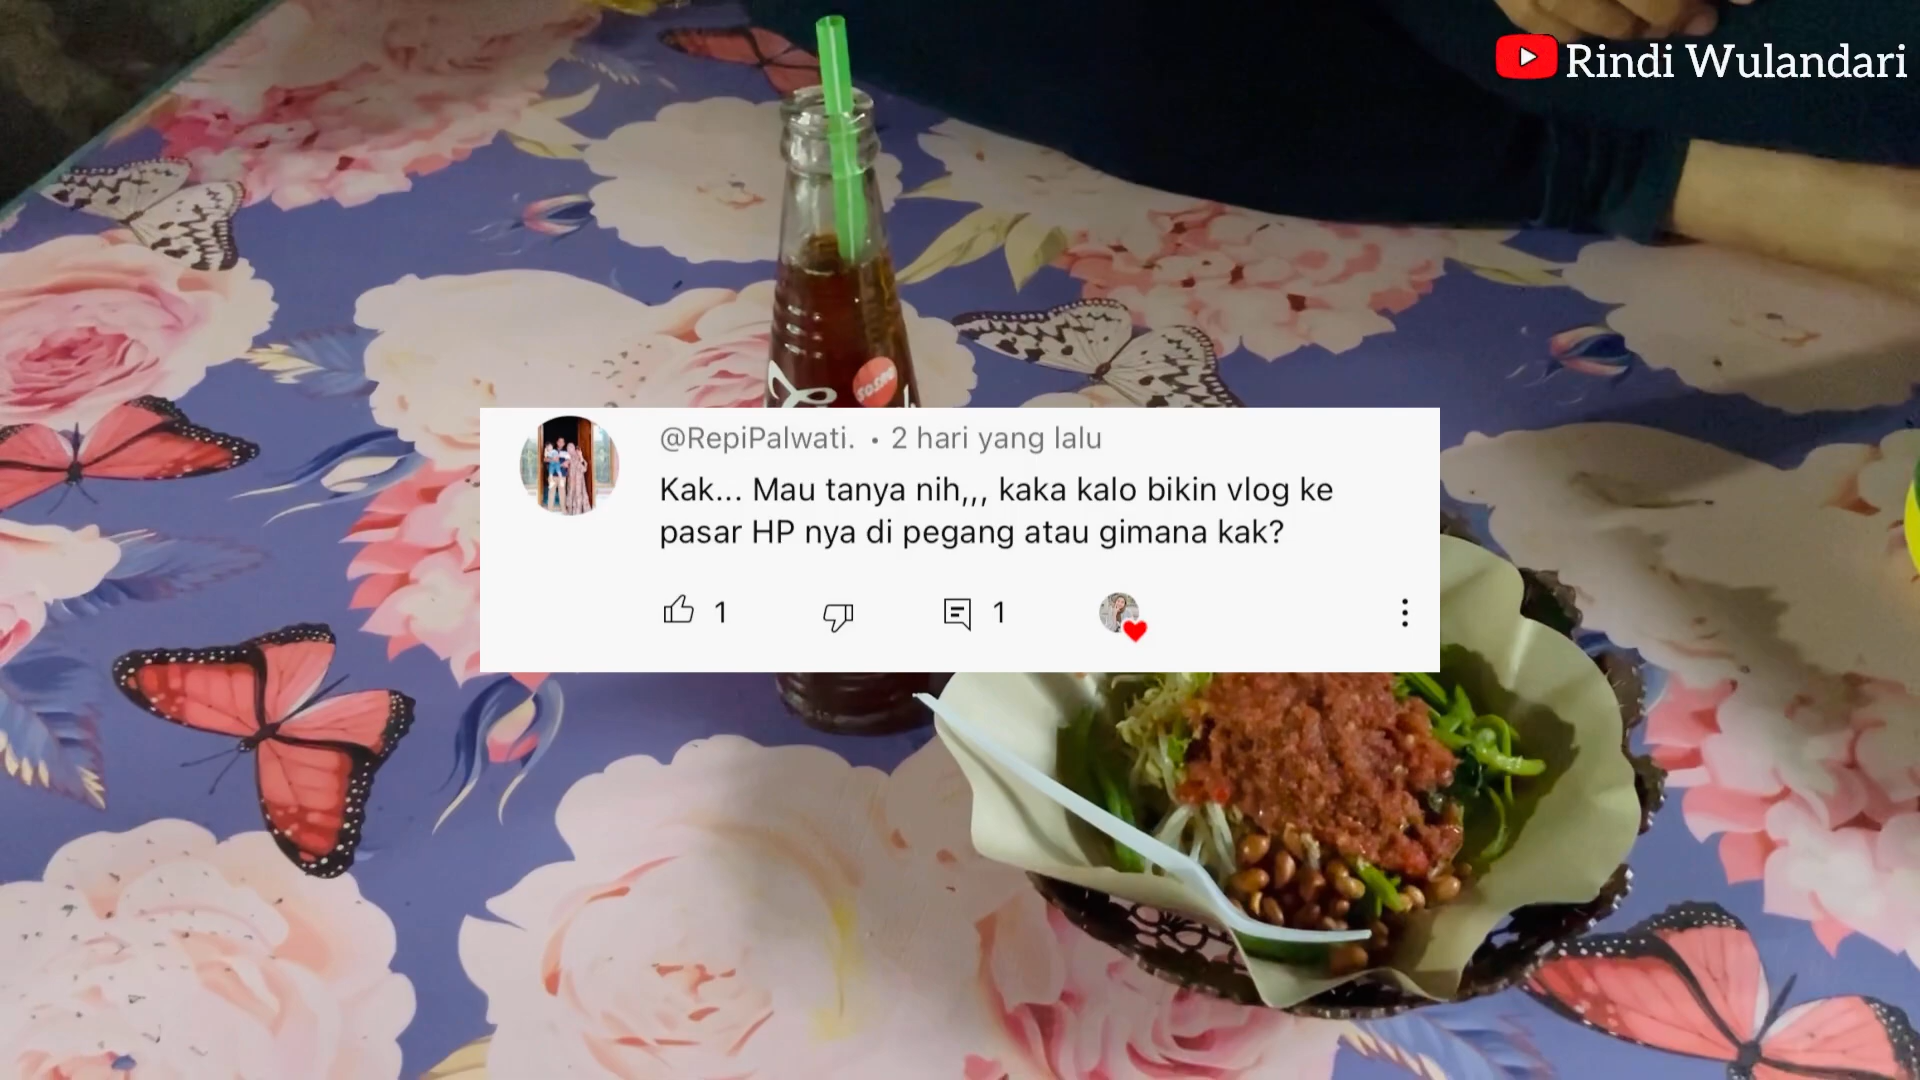 Rindi Wulandari
SOSRO
@RepiPalwati. • 2 hari yang lalu
Kak... Mau tanya nih,,, kaka kalo bikin vlog ke
pasar HP nya di pegang atau gimana kak?
1
1